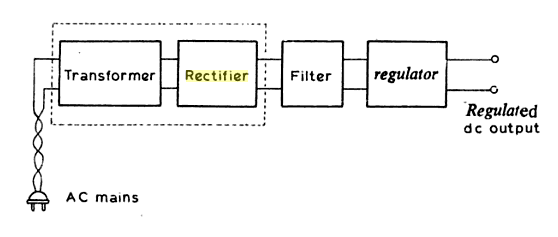 Transformer
Rectifier
Filter
regulator
Regulated
dc output
AC mains